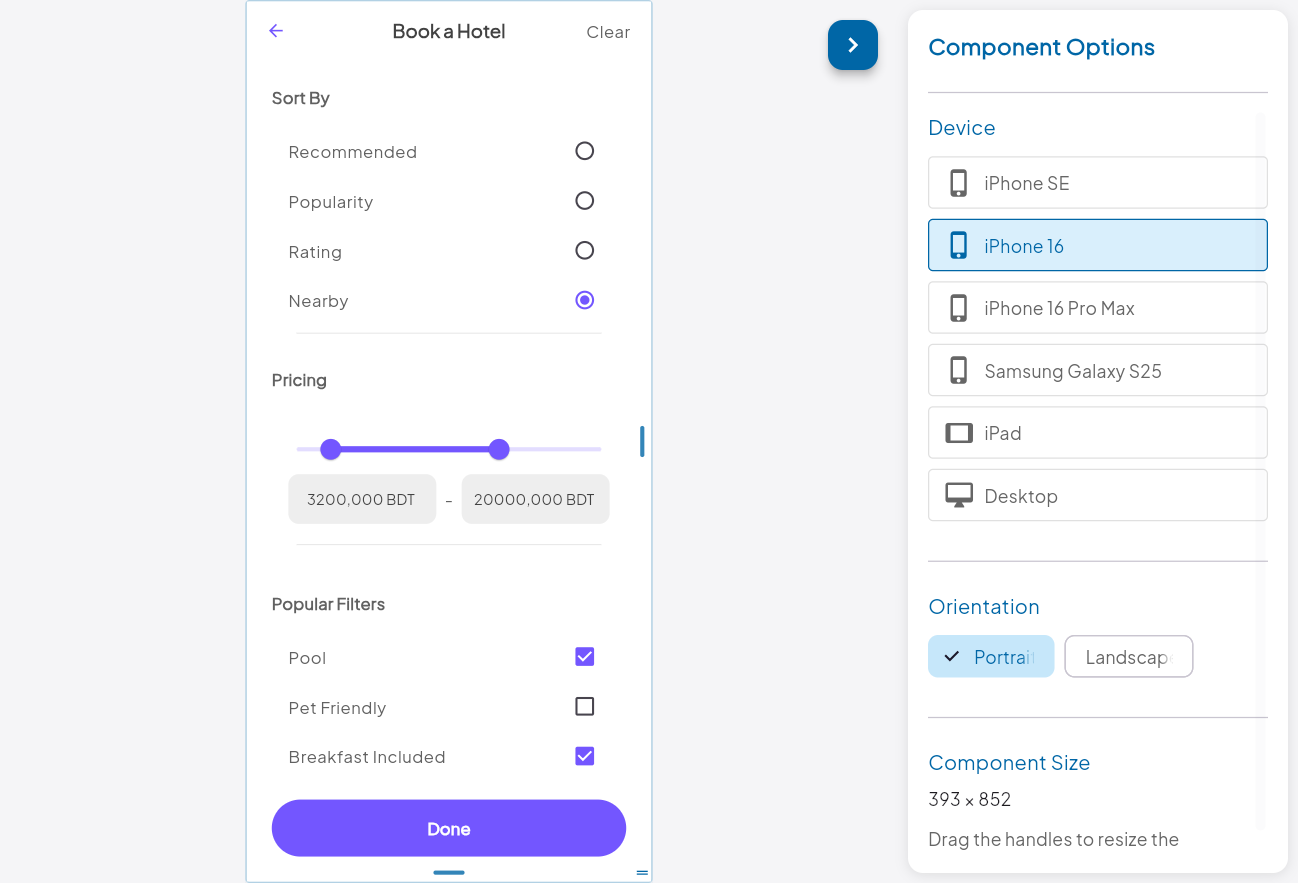 Book a Hotel
Clear
Sort By
Recommended
Popularity
Rating
Nearby
Pricing
3200,000 BDT
–
20000,000 BDT
Popular Filters
Pool
Pet Friendly
Breakfast Included
Done
Component Options
Device
iPhone SE
iPhone 16
iPhone 16 Pro Max
Samsung Galaxy S25
iPad
Desktop
Orientation
Portrait
Landscape
Component Size
393 × 852
Drag the handles to resize the